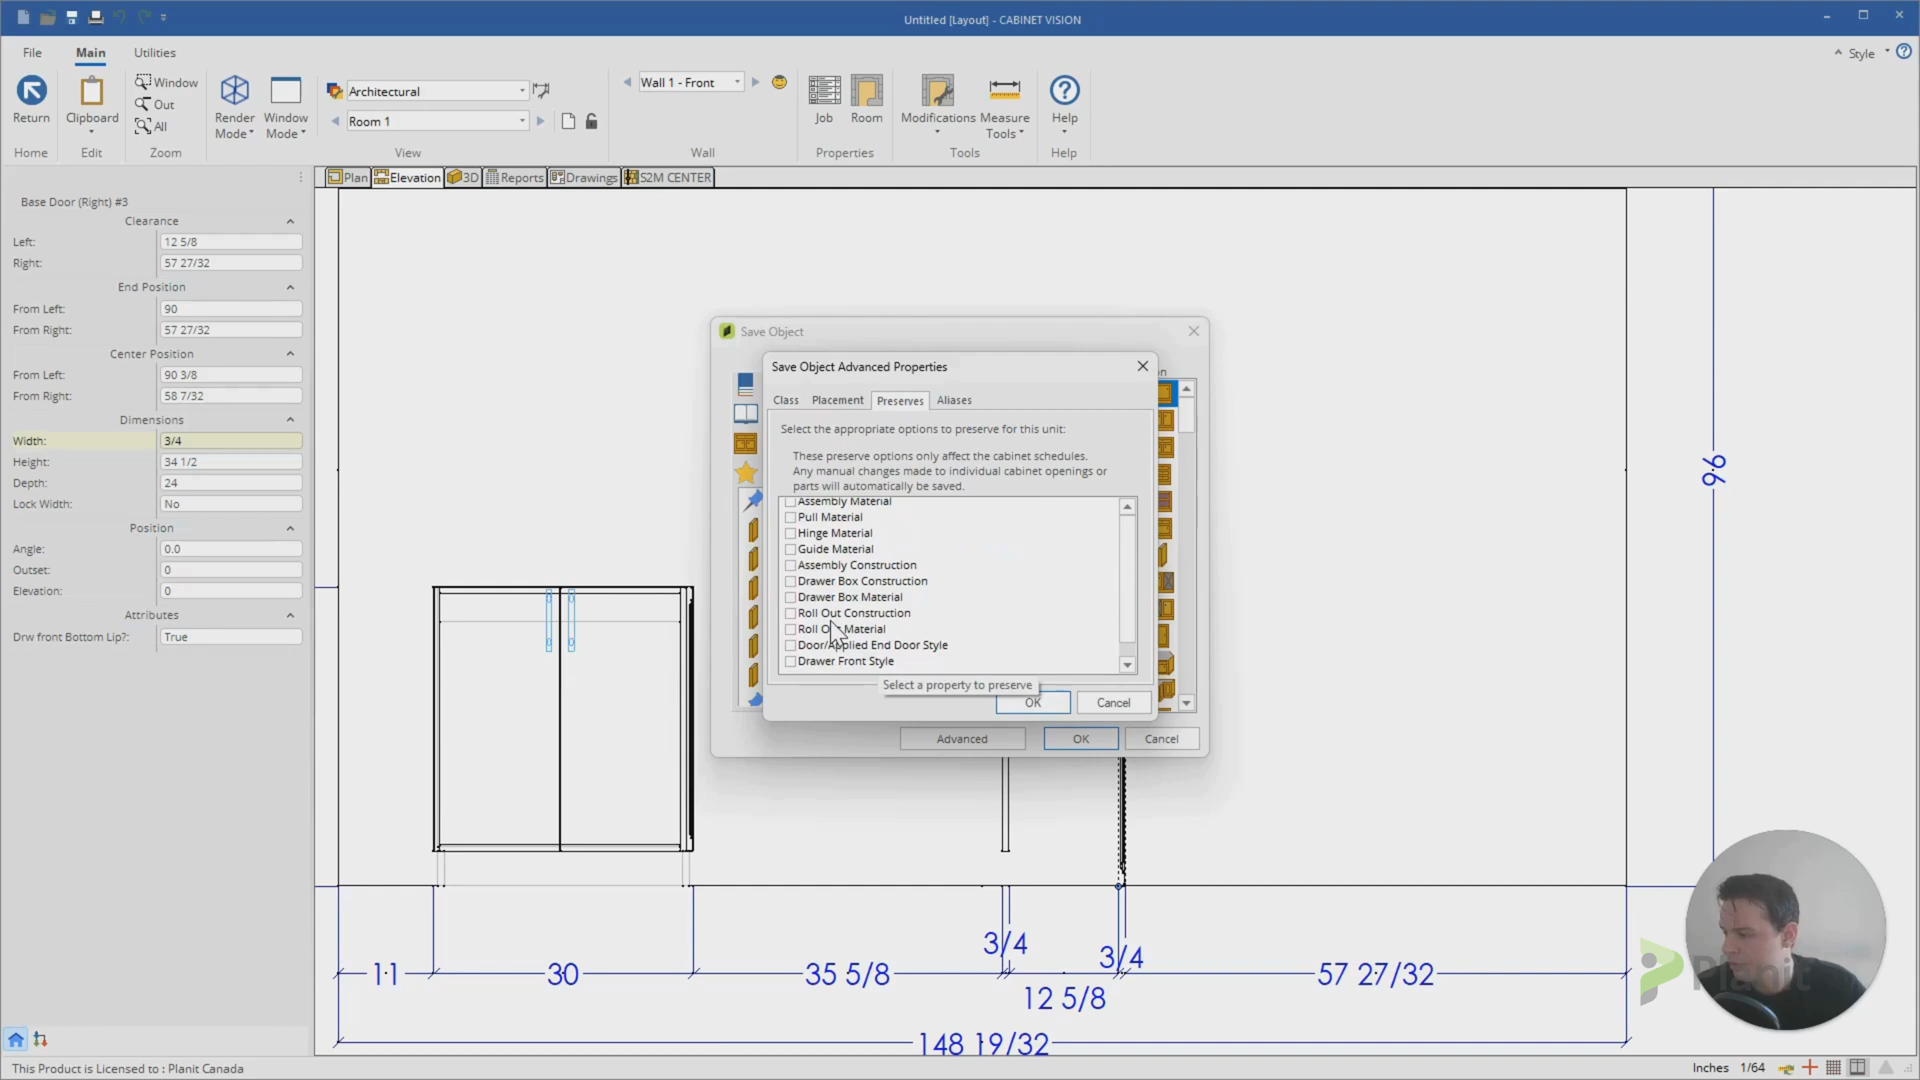 Untitled [Layout] - CABINET VISION
File
Main
Utilities
Style
Return
Clipboard
Window
Out
All
Render Mode
Window Mode
Architectural
Room 1
Wall 1 - Front
Job
Room
Modifications
Measure Tools
Help
Home
Edit
Zoom
View
Wall
Properties
Tools
Help
Plan
Elevation
3D
Reports
Drawings
S2M CENTER
Base Door (Right) #3
Clearance
Left: 12 5/8
Right: 57 27/32
End Position
From Left: 90
From Right: 57 27/32
Center Position
From Left: 90 3/8
From Right: 58 7/32
Dimensions
Width: 3/4
Height: 34 1/2
Depth: 24
Lock Width: No
Position
Angle: 0.0
Outset: 0
Elevation: 0
Attributes
Drw front Bottom Lip?: True
Save Object
Save Object Advanced Properties
Class
Placement
Preserves
Aliases
Select the appropriate options to preserve for this unit:
These preserve options only affect the cabinet schedules.
Any manual changes made to individual cabinet openings or
parts will automatically be saved.
Assembly Material
Pull Material
Hinge Material
Guide Material
Assembly Construction
Drawer Box Construction
Drawer Box Material
Roll Out Construction
Roll Out Material
Door/Applied End Door Style
Drawer Front Style
Select a property to preserve
OK
Cancel
Advanced
OK
Cancel
96
3/4
3/4
11
30
35 5/8
57 27/32
12 5/8
148 19/32
Planit
This Product is Licensed to : Planit Canada
Inches
1/64